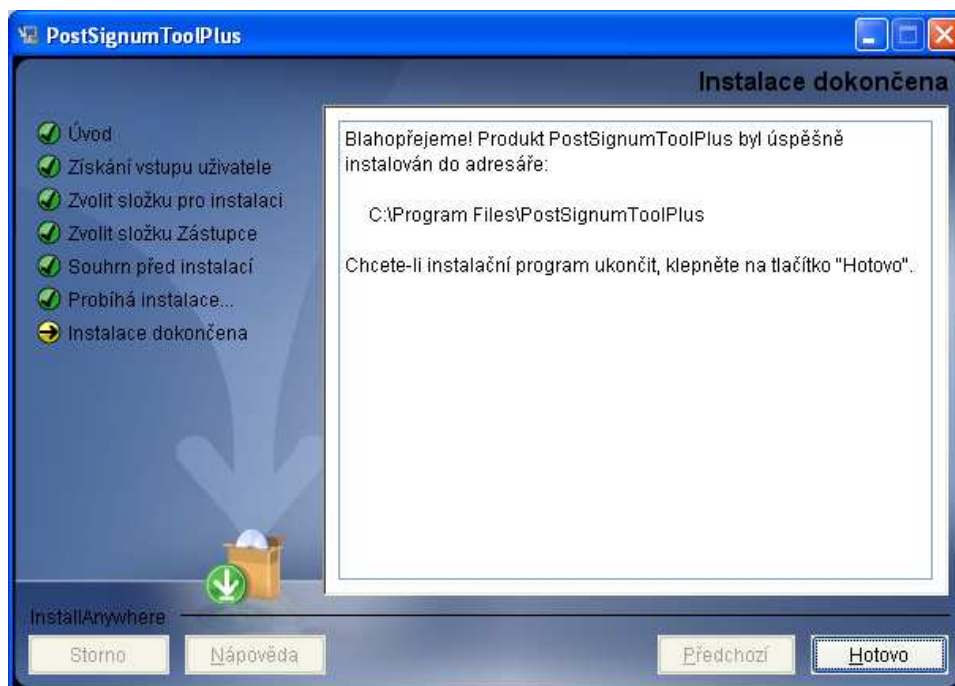 PostSignumToolPlus
Instalace dokončena
Úvod
Získání vstupu uživatele
Zvolit složku pro instalaci
Zvolit složku Zástupce
Souhrn před instalací
Probíhá instalace...
Instalace dokončena
Blahopřejeme! Produkt PostSignumToolPlus byl úspěšně
instalován do adresáře:
C:\Program Files\PostSignumToolPlus
Chcete-li instalační program ukončit, klepněte na tlačítko "Hotovo".
InstallAnywhere
Storno
Nápověda
Předchozí
Hotovo